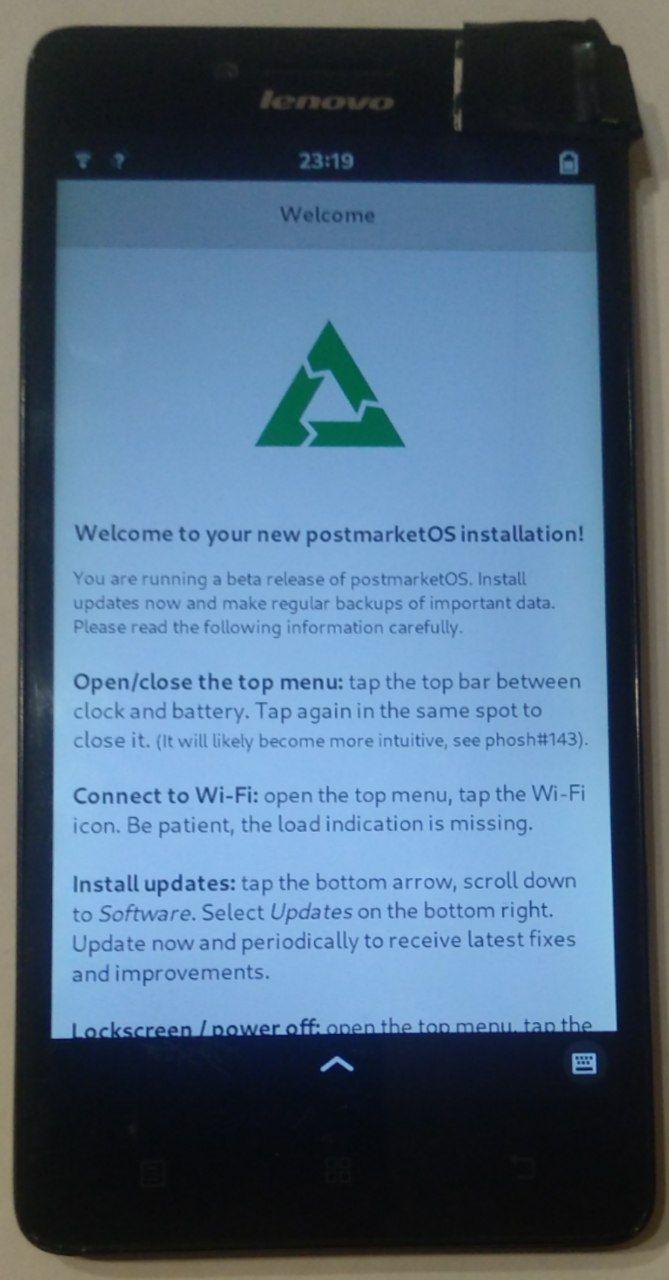 lenovo
? 23:19
Welcome
Welcome to your new postmarketOS installation!
You are running a beta release of postmarketOS. Install
updates now and make regular backups of important data.
Please read the following information carefully.
Open/close the top menu: tap the top bar between
clock and battery. Tap again in the same spot to
close it. (It will likely become more intuitive, see phosh#143).
Connect to Wi-Fi: open the top menu, tap the Wi-Fi
icon. Be patient, the load indication is missing.
Install updates: tap the bottom arrow, scroll down
to Software. Select Updates on the bottom right.
Update now and periodically to receive latest fixes
and improvements.
Lockscreen / power off: open the top menu, tap the